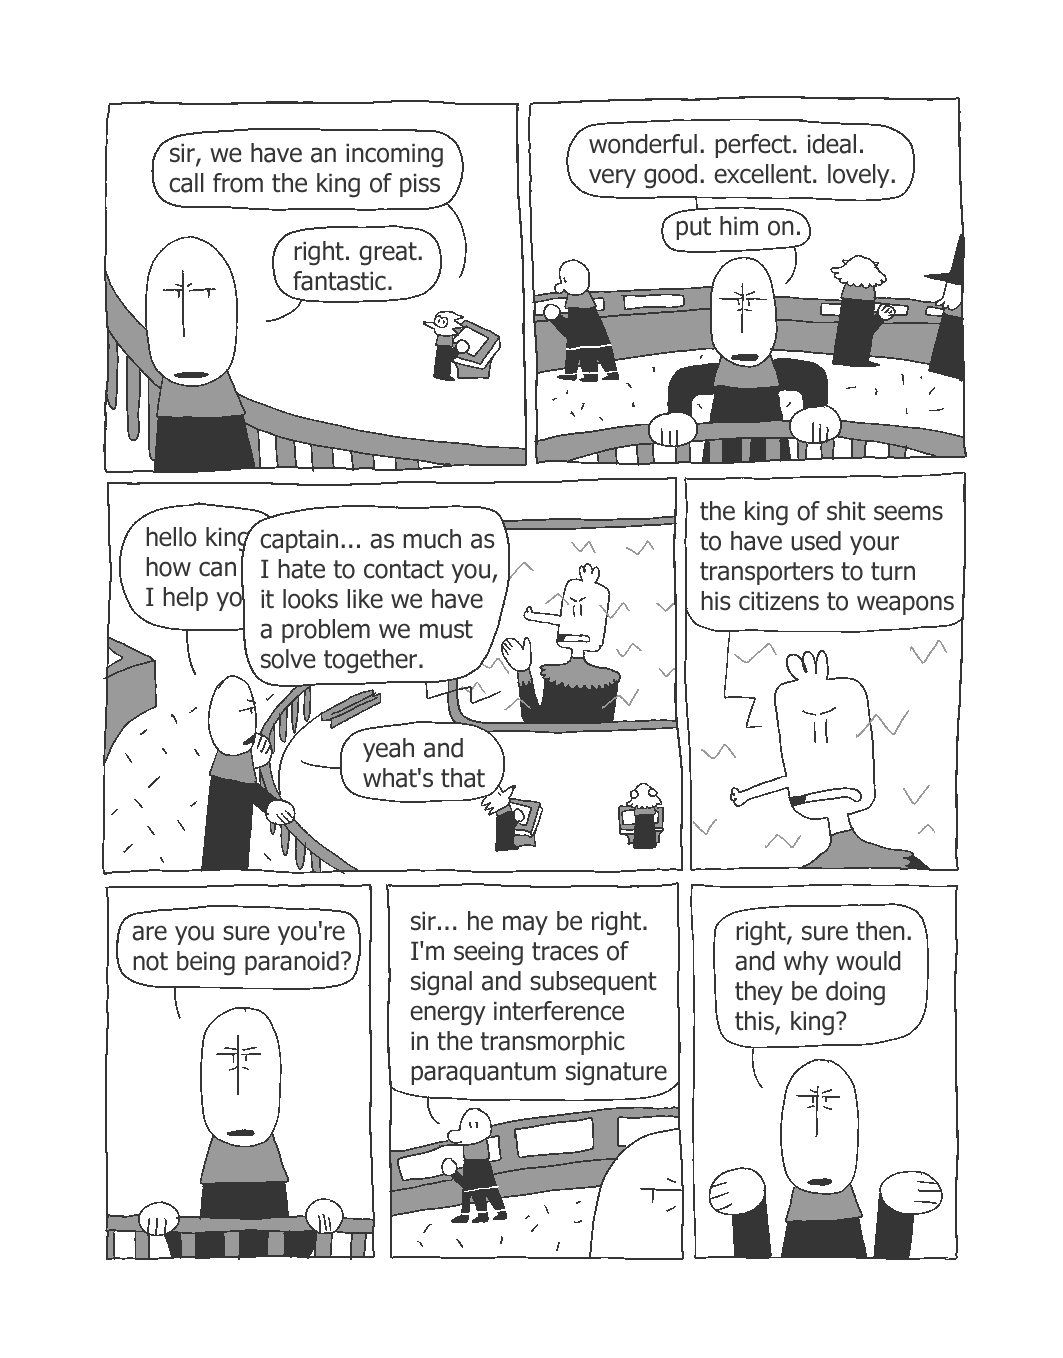 sir, we have an incoming
call from the king of piss
right. great.
fantastic.
wonderful. perfect. ideal.
very good. excellent. lovely.
put him on.
hello king
how can
I help yo
captain... as much as
I hate to contact you,
it looks like we have
a problem we must
solve together.
yeah and
what's that
the king of shit seems
to have used your
transporters to turn
his citizens to weapons
are you sure you're
not being paranoid?
sir... he may be right.
I'm seeing traces of
signal and subsequent
energy interference
in the transmorphic
paraquantum signature
right, sure then.
and why would
they be doing
this, king?